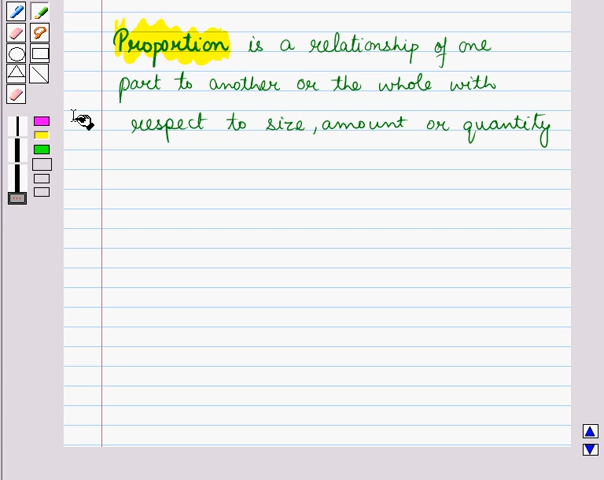 Proportion is a relationship of one
part to another or the whole with
respect to size, amount or quantity